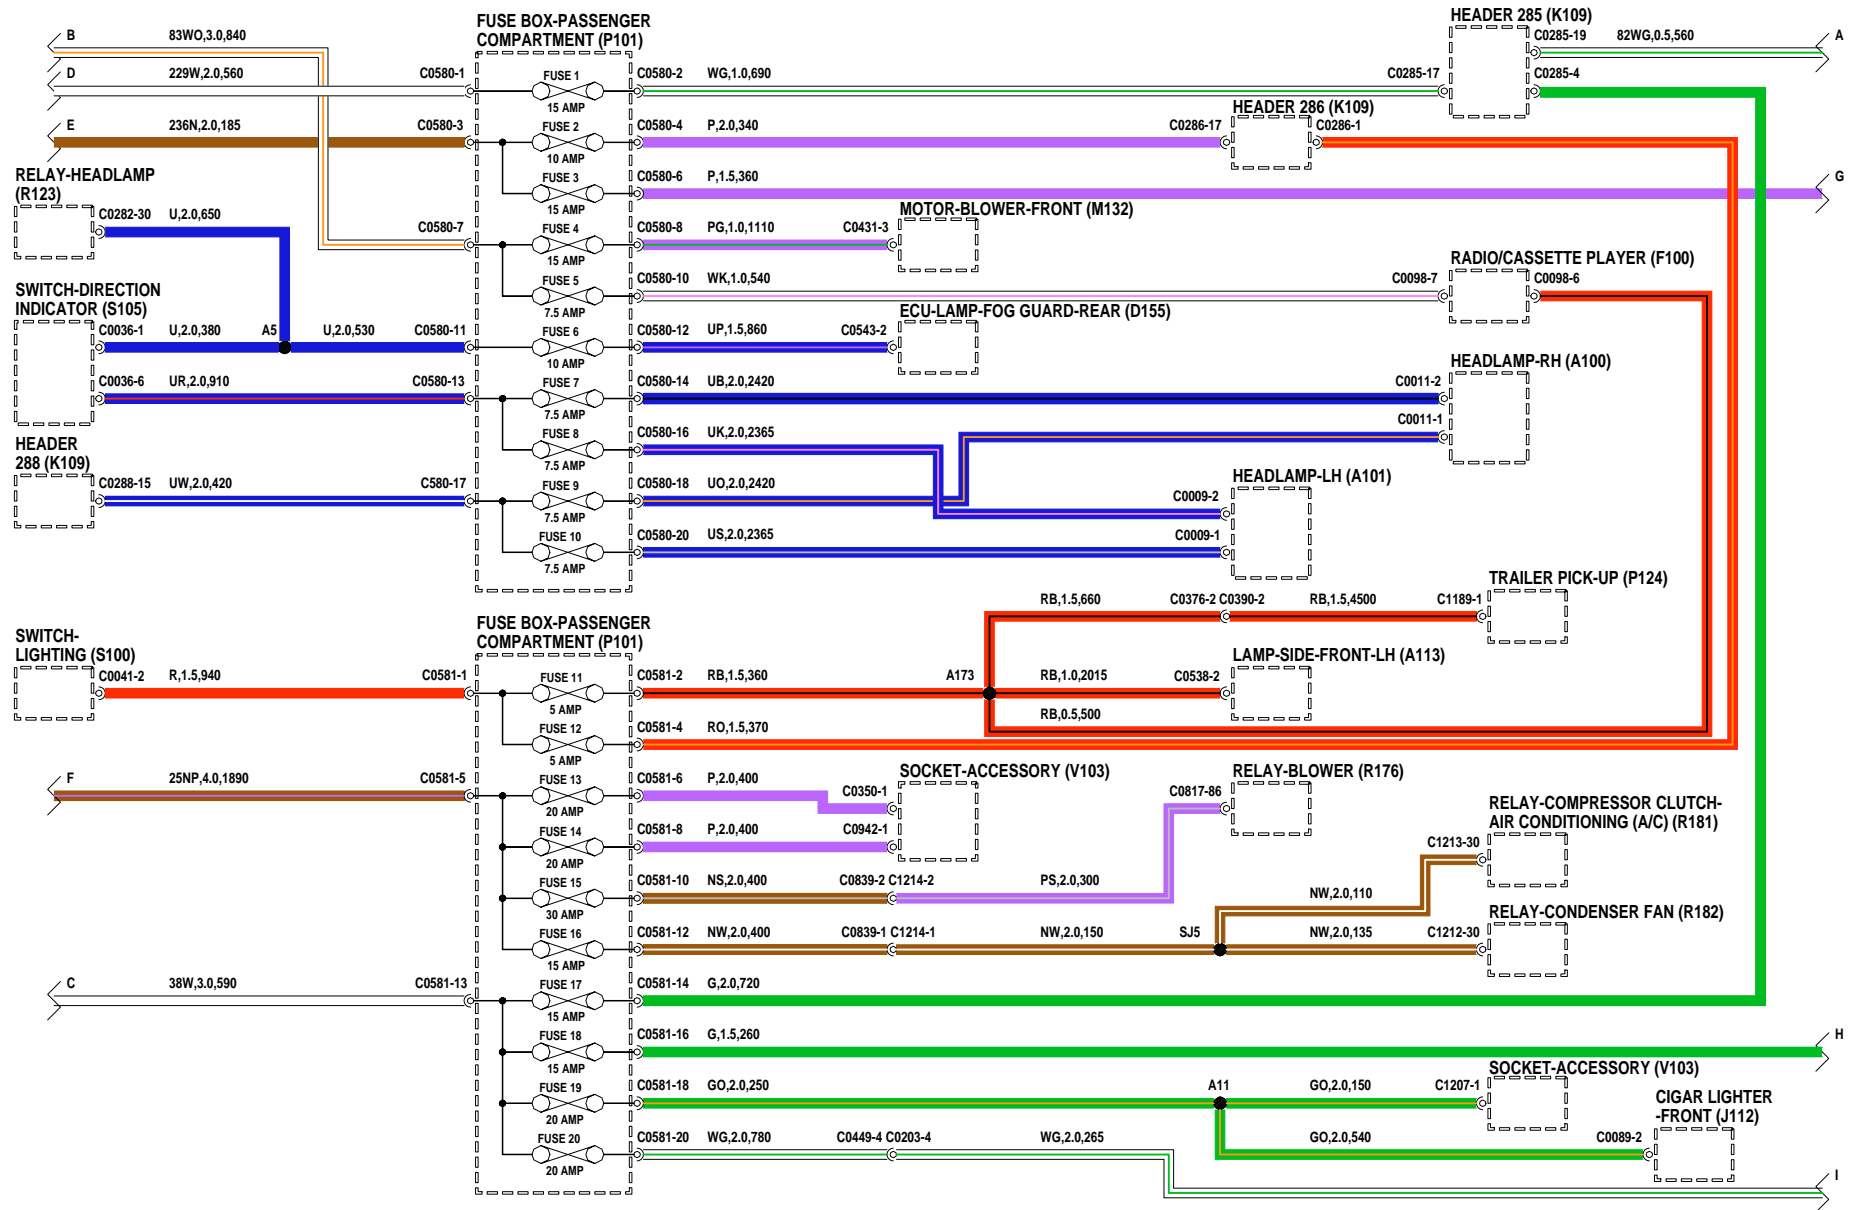 FUSE BOX-PASSENGER
COMPARTMENT (P101)
HEADER 285 (K109)
B 83WO,3.0,840
C0285-19 82WG,0.5,560 A
D 229W,2.0,560 C0580-1 FUSE 1 C0580-2 WG,1.0,690 C0285-17 C0285-4
15 AMP
HEADER 286 (K109)
E 236N,2.0,185 C0580-3 FUSE 2 C0580-4 P,2.0,340 C0286-17 C0286-1
10 AMP
RELAY-HEADLAMP
(R123)
FUSE 3 C0580-6 P,1.5,360 G
15 AMP
C0282-30 U,2.0,650
MOTOR-BLOWER-FRONT (M132)
C0580-7 FUSE 4 C0580-8 PG,1.0,1110 C0431-3
15 AMP
RADIO/CASSETTE PLAYER (F100)
FUSE 5 C0580-10 WK,1.0,540 C0098-7 C0098-6
7.5 AMP
SWITCH-DIRECTION
INDICATOR (S105)
ECU-LAMP-FOG GUARD-REAR (D155)
C0036-1 U,2.0,380 A5 U,2.0,530 C0580-11 FUSE 6 C0580-12 UP,1.5,860 C0543-2
10 AMP
HEADLAMP-RH (A100)
C0036-6 UR,2.0,910 C0580-13 FUSE 7 C0580-14 UB,2.0,2420 C0011-2
7.5 AMP
C0011-1
FUSE 8 C0580-16 UK,2.0,2365
7.5 AMP
HEADER
288 (K109)
HEADLAMP-LH (A101)
C0288-15 UW,2.0,420 C580-17 FUSE 9 C0580-18 UO,2.0,2420 C0009-2
7.5 AMP
FUSE 10 C0580-20 US,2.0,2365 C0009-1
7.5 AMP
TRAILER PICK-UP (P124)
RB,1.5,660 C0376-2 C0390-2 RB,1.5,4500 C1189-1
FUSE BOX-PASSENGER
COMPARTMENT (P101)
SWITCH-
LIGHTING (S100)
LAMP-SIDE-FRONT-LH (A113)
C0041-2 R,1.5,940 C0581-1 FUSE 11 C0581-2 RB,1.5,360 A173 RB,1.0,2015 C0538-2
5 AMP
RB,0.5,500
FUSE 12 C0581-4 RO,1.5,370
5 AMP
SOCKET-ACCESSORY (V103)
RELAY-BLOWER (R176)
F 25NP,4.0,1890 C0581-5 FUSE 13 C0581-6 P,2.0,400 C0350-1 C0817-86
20 AMP
RELAY-COMPRESSOR CLUTCH-
AIR CONDITIONING (A/C) (R181)
FUSE 14 C0581-8 P,2.0,400 C0942-1 C1213-30
20 AMP
FUSE 15 C0581-10 NS,2.0,400 C0839-2 C1214-2 PS,2.0,300
30 AMP
NW,2.0,110
RELAY-CONDENSER FAN (R182)
FUSE 16 C0581-12 NW,2.0,400 C0839-1 C1214-1 NW,2.0,150 SJ5 NW,2.0,135 C1212-30
15 AMP
C 38W,3.0,590 C0581-13 FUSE 17 C0581-14 G,2.0,720
15 AMP
FUSE 18 C0581-16 G,1.5,260 H
15 AMP
SOCKET-ACCESSORY (V103)
FUSE 19 C0581-18 GO,2.0,250 A11 GO,2.0,150 C1207-1
20 AMP
CIGAR LIGHTER
-FRONT (J112)
FUSE 20 C0581-20 WG,2.0,780 C0449-4 C0203-4 WG,2.0,265 GO,2.0,540 C0089-2
20 AMP
I